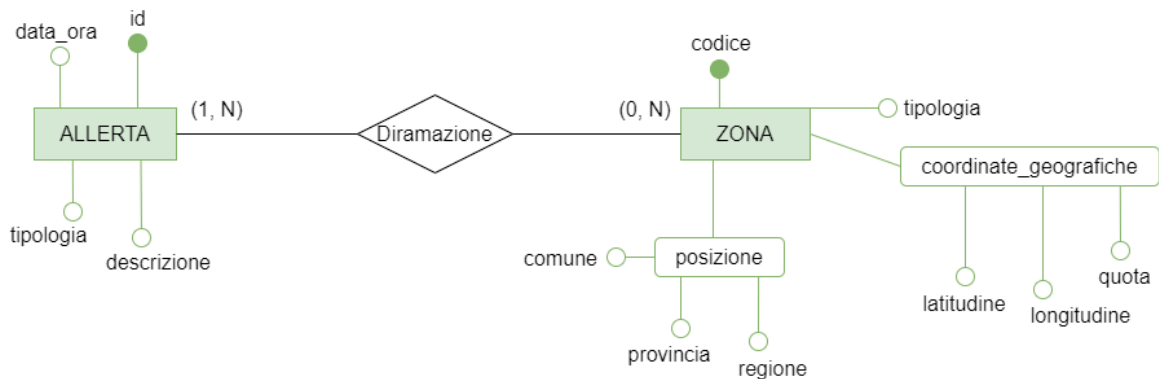 id
data_ora
codice
(1, N)
(0, N)
tipologia
ALLERTA
Diramazione
ZONA
coordinate_geografiche
tipologia
descrizione
comune
posizione
quota
latitudine
longitudine
provincia
regione